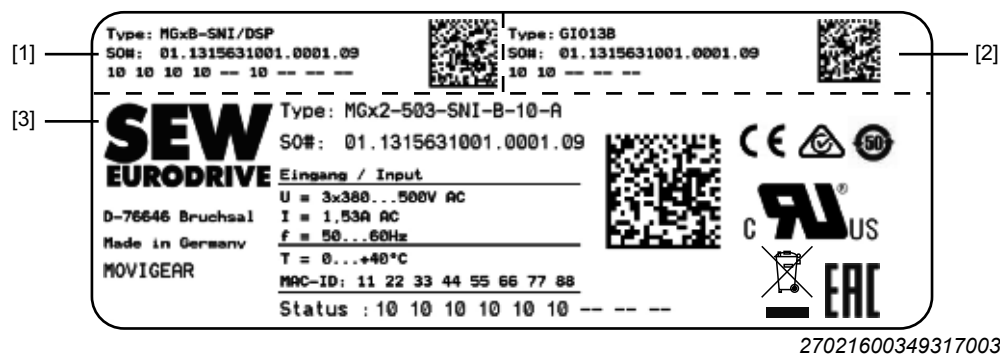 [1]
Type: MGxB-SNI/DSP
SO#: 01.1315631001.0001.09
10 10 10 10 -- 10 -- -- -- --
Type: GIO13B
SO#: 01.1315631001.0001.09
10 10 -- -- -- --
[2]
[3]
SEW
EURODRIVE
D-76646 Bruchsal
Made in Germany
MOVIGEAR
Type: MGx2-503-SNI-B-10-A
SO#: 01.1315631001.0001.09
Eingang / Input
U = 3x380...500V AC
I = 1,53A AC
f = 50...60Hz
T = 0...+40°C
MAC-ID: 11 22 33 44 55 66 77 88
Status : 10 10 10 10 10 10 -- -- --
CE
50
C RU ® US
EAC
27021600349317003